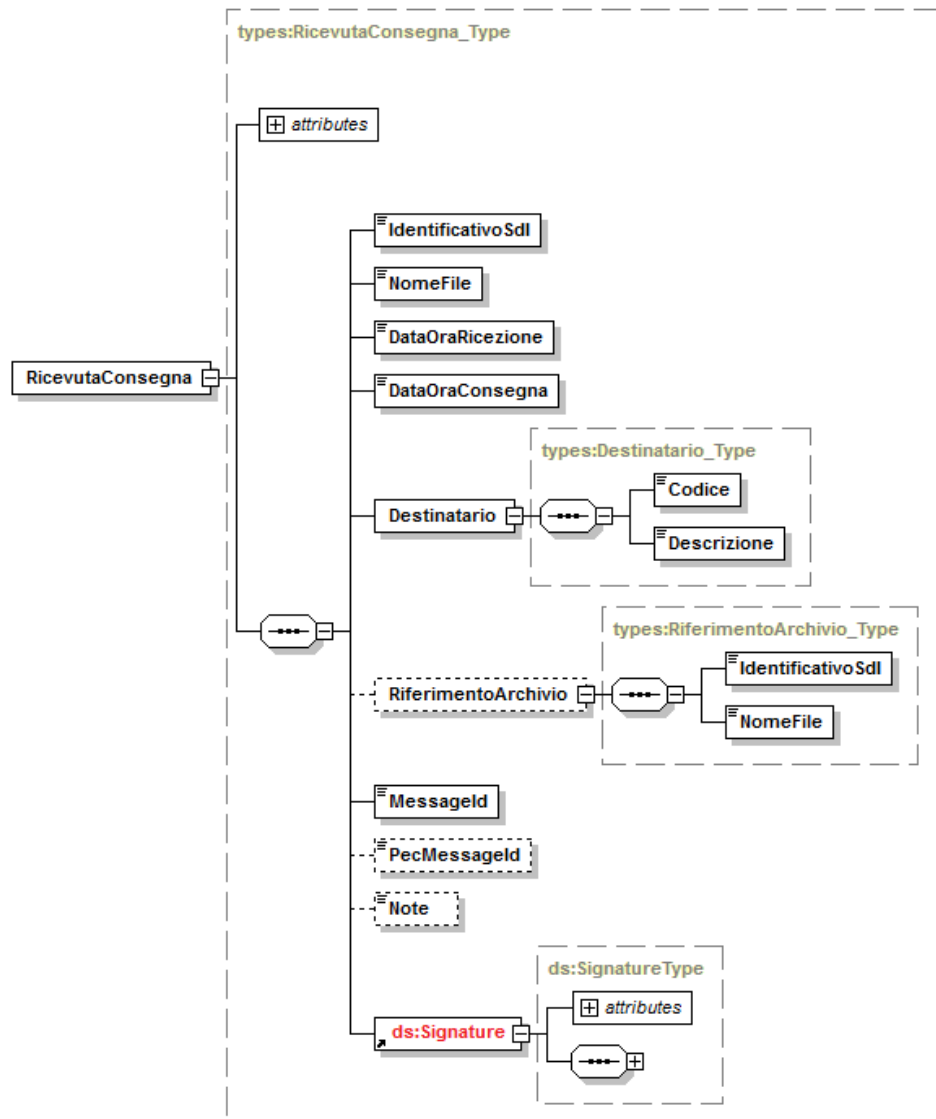 types:RicevutaConsegna_Type
attributes
IdentificativoSdI
NomeFile
DataOraRicezione
RicevutaConsegna
DataOraConsegna
types:Destinatario_Type
Codice
Destinatario
Descrizione
types:RiferimentoArchivio_Type
IdentificativoSdI
RiferimentoArchivio
NomeFile
MessageId
PecMessageId
Note
ds:SignatureType
attributes
ds:Signature